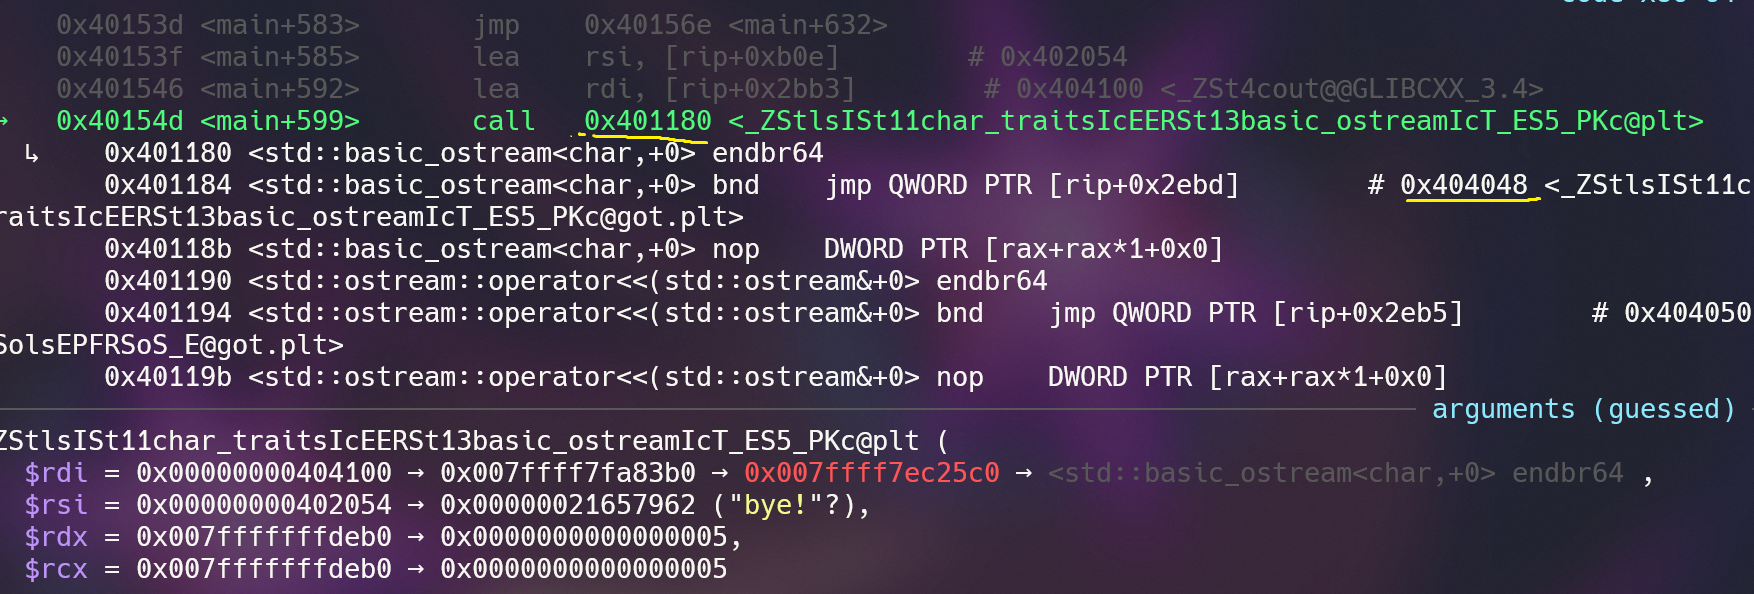 0x40153d <main+583> jmp 0x40156e <main+632>
0x40153f <main+585> lea rsi, [rip+0xb0e] # 0x402054
0x401546 <main+592> lea rdi, [rip+0x2bb3] # 0x404100 <_ZSt4cout@@GLIBCXX_3.4>
→ 0x40154d <main+599> call 0x401180 <_ZStlsISt11char_traitsIcEERSt13basic_ostreamIcT_ES5_PKc@plt>
↳ 0x401180 <std::basic_ostream<char,+0> endbr64
0x401184 <std::basic_ostream<char,+0> bnd jmp QWORD PTR [rip+0x2ebd] # 0x404048 <_ZStlsISt11c
raitsIcEERSt13basic_ostreamIcT_ES5_PKc@got.plt>
0x40118b <std::basic_ostream<char,+0> nop DWORD PTR [rax+rax*1+0x0]
0x401190 <std::ostream::operator<<(std::ostream&+0> endbr64
0x401194 <std::ostream::operator<<(std::ostream&+0> bnd jmp QWORD PTR [rip+0x2eb5] # 0x404050
SolsEPFRSoS_E@got.plt>
0x40119b <std::ostream::operator<<(std::ostream&+0> nop DWORD PTR [rax+rax*1+0x0]
arguments (guessed)
ZStlsISt11char_traitsIcEERSt13basic_ostreamIcT_ES5_PKc@plt (
$rdi = 0x00000000404100 → 0x007ffff7fa83b0 → 0x007ffff7ec25c0 → <std::basic_ostream<char,+0> endbr64 ,
$rsi = 0x00000000402054 → 0x00000021657962 ("bye!"?),
$rdx = 0x007fffffffdeb0 → 0x0000000000000005,
$rcx = 0x007fffffffdeb0 → 0x0000000000000005